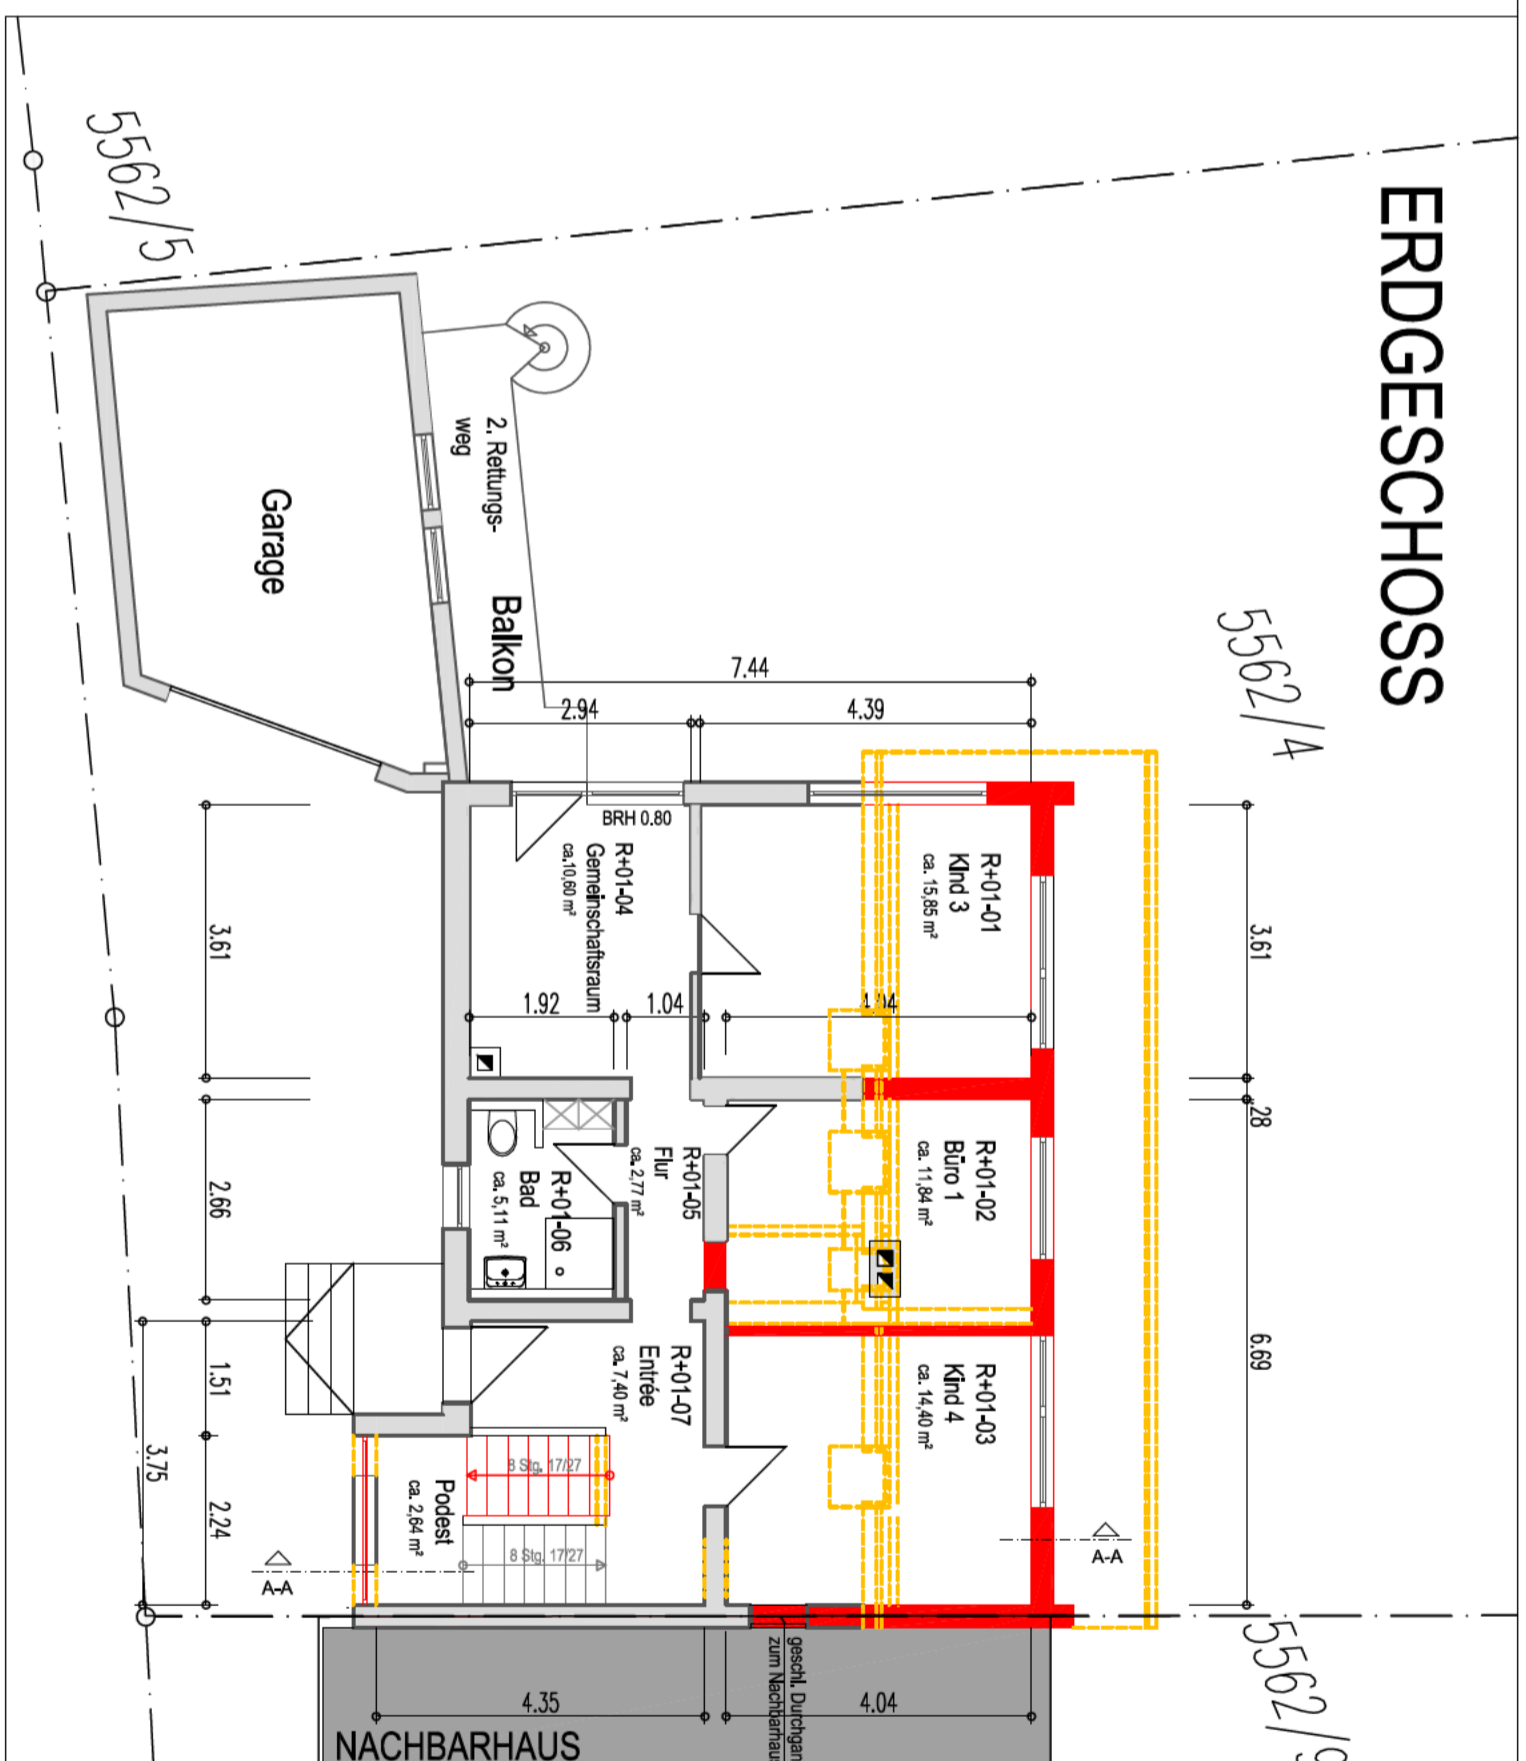 ERDGESCHOSS
5562/5
5562/4
Garage
2. Rettungs-
weg
Balkon
7.44
2.94
4.39
BRH 0.80
R+01-04
Gemeinschaftsraum
ca.10,60 m²
R+01-01
Kind 3
ca. 15,85 m²
3.61
3.61
1.92
1.04
28
R+01-02
Büro 1
ca. 11,84 m²
R+01-05
Flur
ca. 2,77 m²
R+01-06
Bad
ca. 5,11 m²
2.66
6.69
R+01-03
Kind 4
ca. 14,40 m²
R+01-07
Entrée
ca. 7,40 m²
1.51
3.75
2.24
8 Stg. 17/27
8 Stg. 17/27
Podest
ca. 2,64 m²
A-A
A-A
geschl. Durchgan
zum Nachbarhaus
5562/9
4.35
4.04
NACHBARHAUS